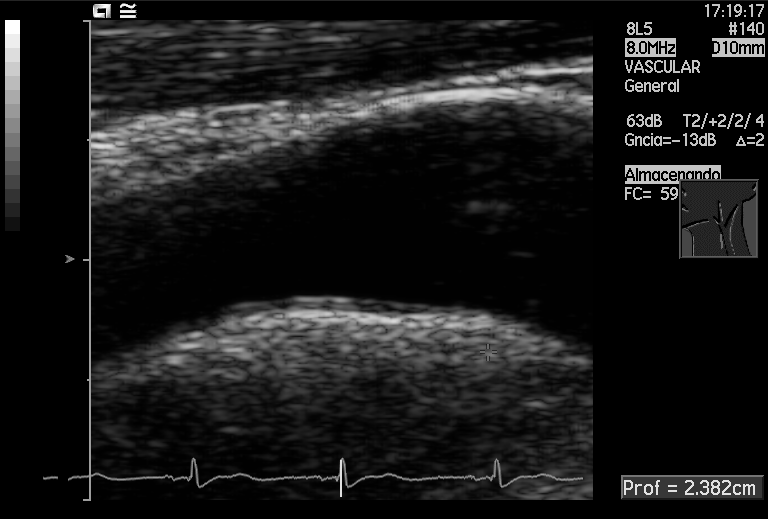 17:19:17
8L5 #140
8.0MHz D10mm
VASCULAR
General
63dB T2/+2/2/ 4
Gncia=-13dB Δ=2
Almacenando
FC= 59
Prof = 2.382cm